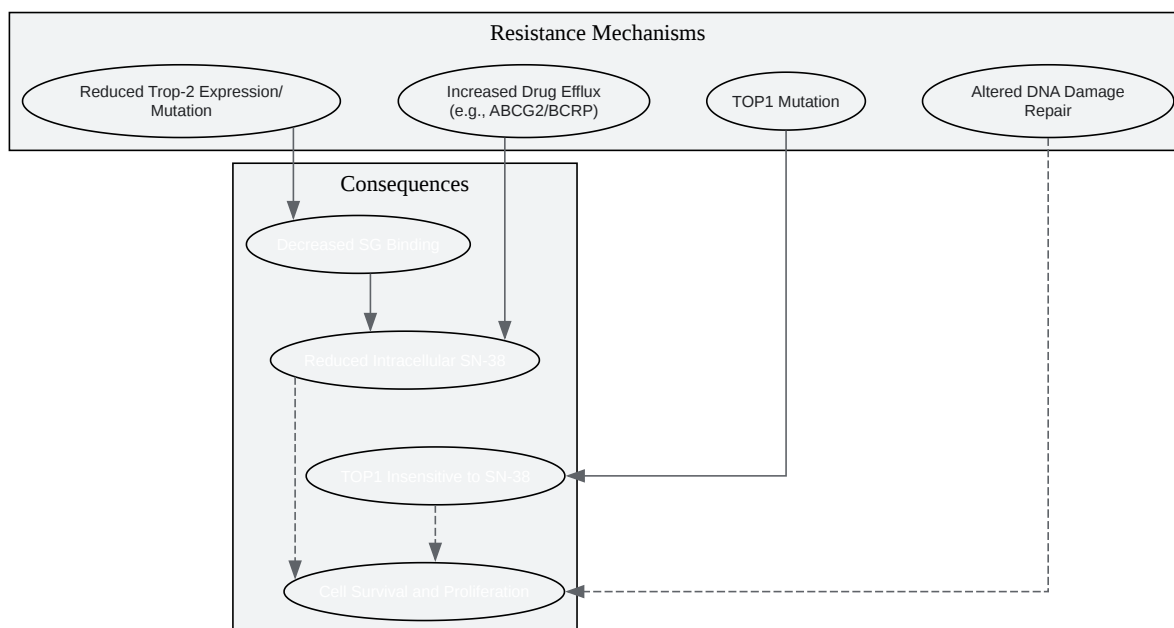 Resistance Mechanisms
Reduced Trop-2 Expression/
Mutation
Increased Drug Efflux
(e.g., ABCG2/BCRP)
TOP1 Mutation
Altered DNA Damage
Repair
Consequences
Decreased SG Binding
Reduced Intracellular SN-38
TOP1 Insensitive to SN-38
Cell Survival and Proliferation